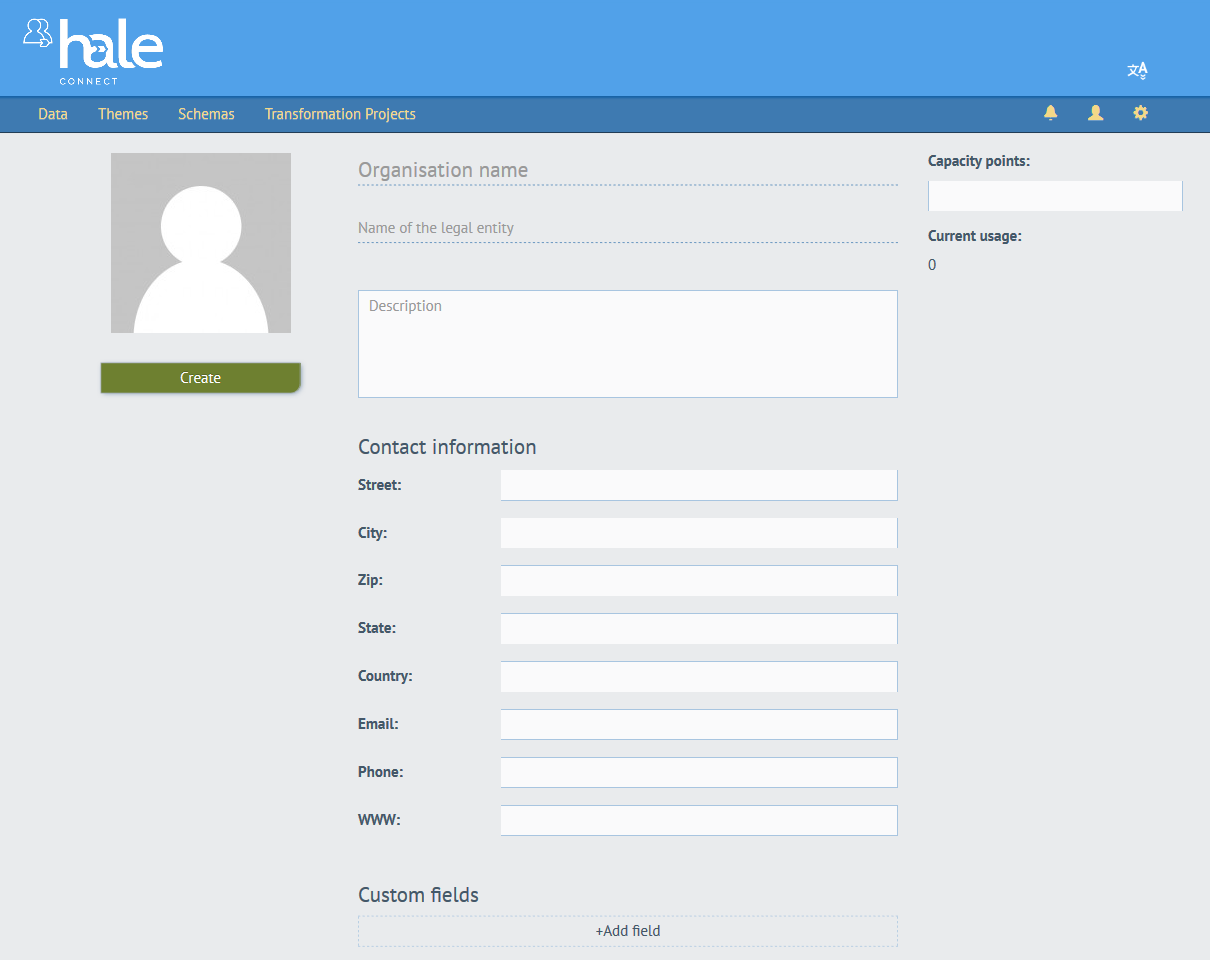 hale
CONNECT
Data Themes Schemas Transformation Projects
Organisation name
Name of the legal entity
Description
Create
Contact information
Street:
City:
Zip:
State:
Country:
Email:
Phone:
WWW:
Custom fields
+Add field
Capacity points:
Current usage:
0